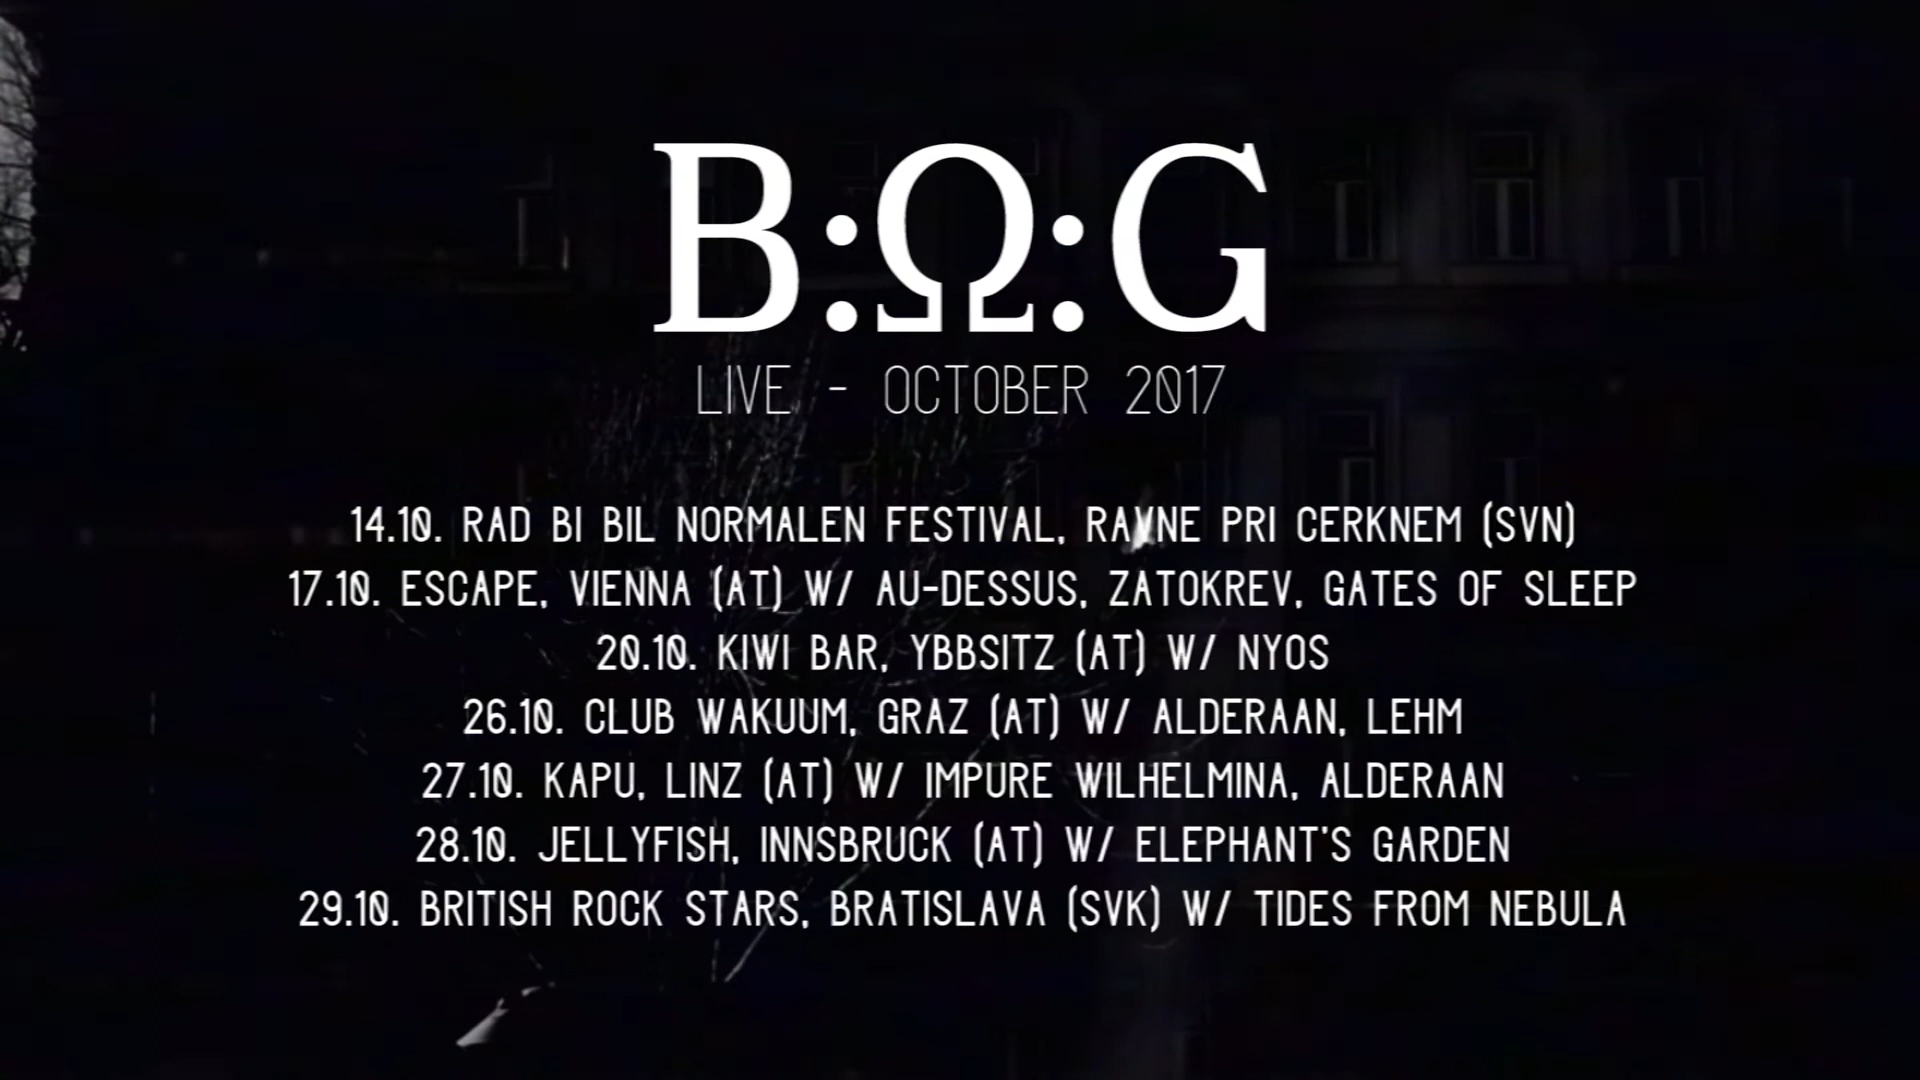 B:Ω:G
LIVE - OCTOBER 2017
14.10. RAD BI BIL NORMALEN FESTIVAL, RAVNE PRI CERKNEM (SVN)
17.10. ESCAPE, VIENNA (AT) W/ AU-DESSUS, ZATOKREV, GATES OF SLEEP
20.10. KIWI BAR, YBBSITZ (AT) W/ NYOS
26.10. CLUB WAKUUM, GRAZ (AT) W/ ALDERAAN, LEHM
27.10. KAPU, LINZ (AT) W/ IMPURE WILHELMINA, ALDERAAN
28.10. JELLYFISH, INNSBRUCK (AT) W/ ELEPHANT'S GARDEN
29.10. BRITISH ROCK STARS, BRATISLAVA (SVK) W/ TIDES FROM NEBULA